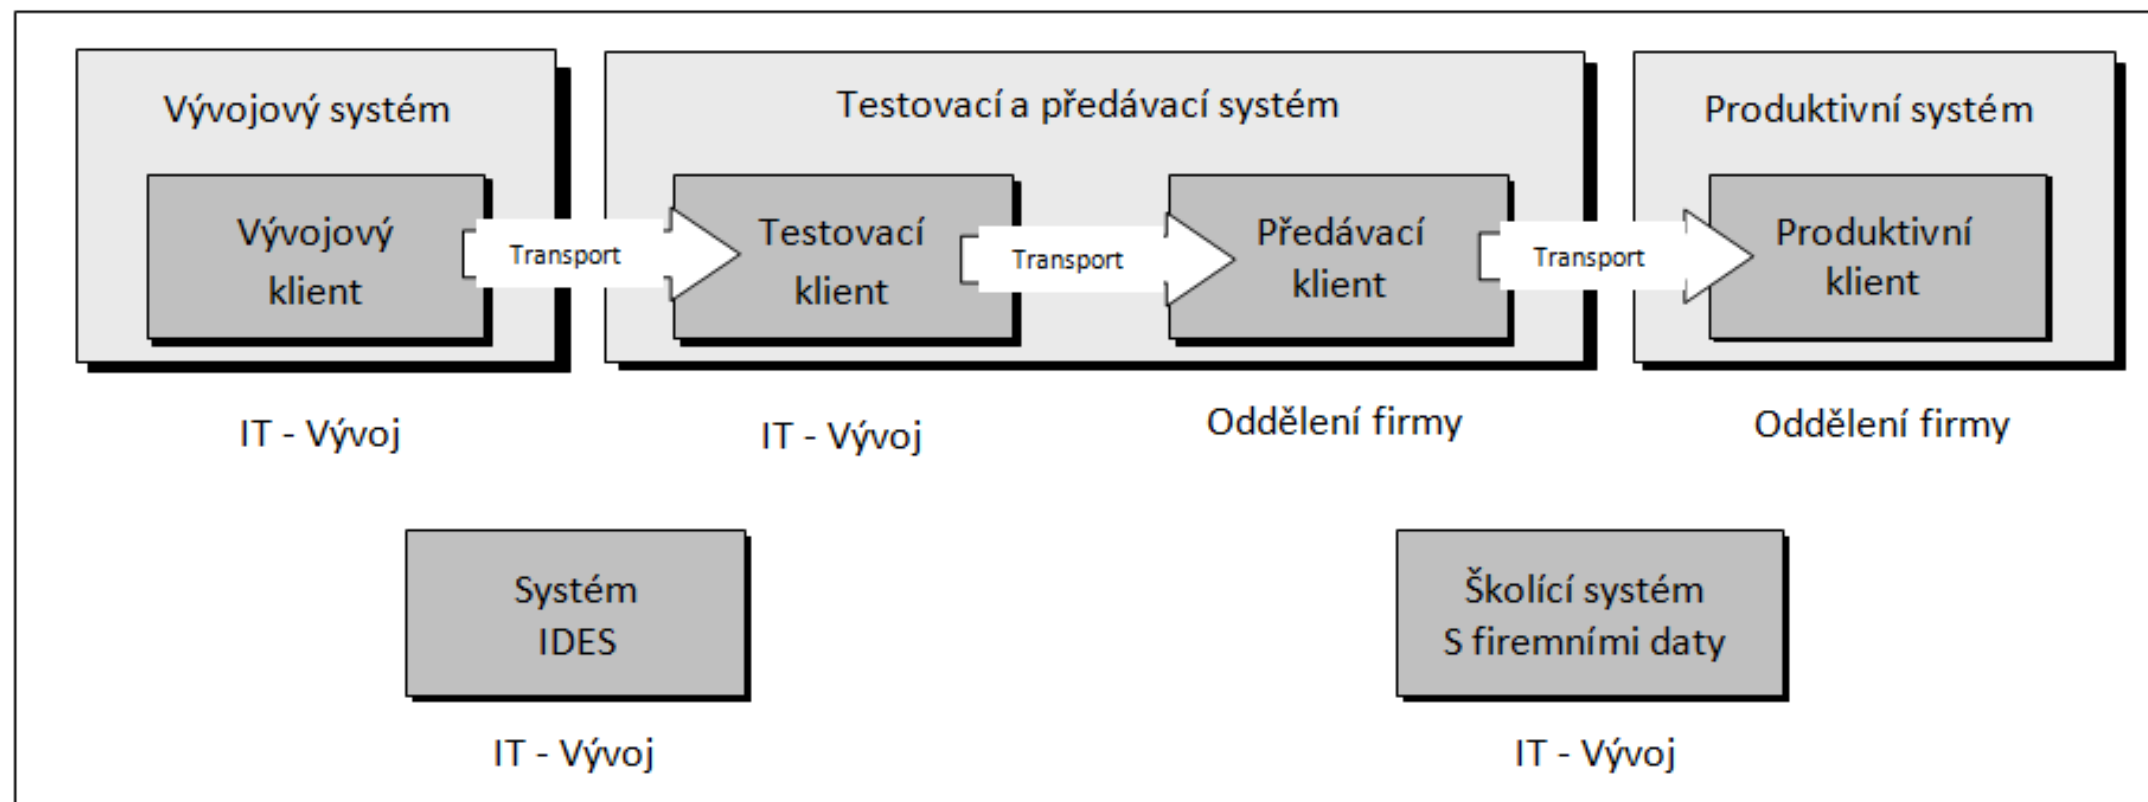 Vývojový systém
Testovací a předávací systém
Produktivní systém
Vývojový
klient
Transport
Testovací
klient
Transport
Předávací
klient
Transport
Produktivní
klient
IT - Vývoj
IT - Vývoj
Oddělení firmy
Oddělení firmy
Systém
IDES
Školící systém
S firemními daty
IT - Vývoj
IT - Vývoj